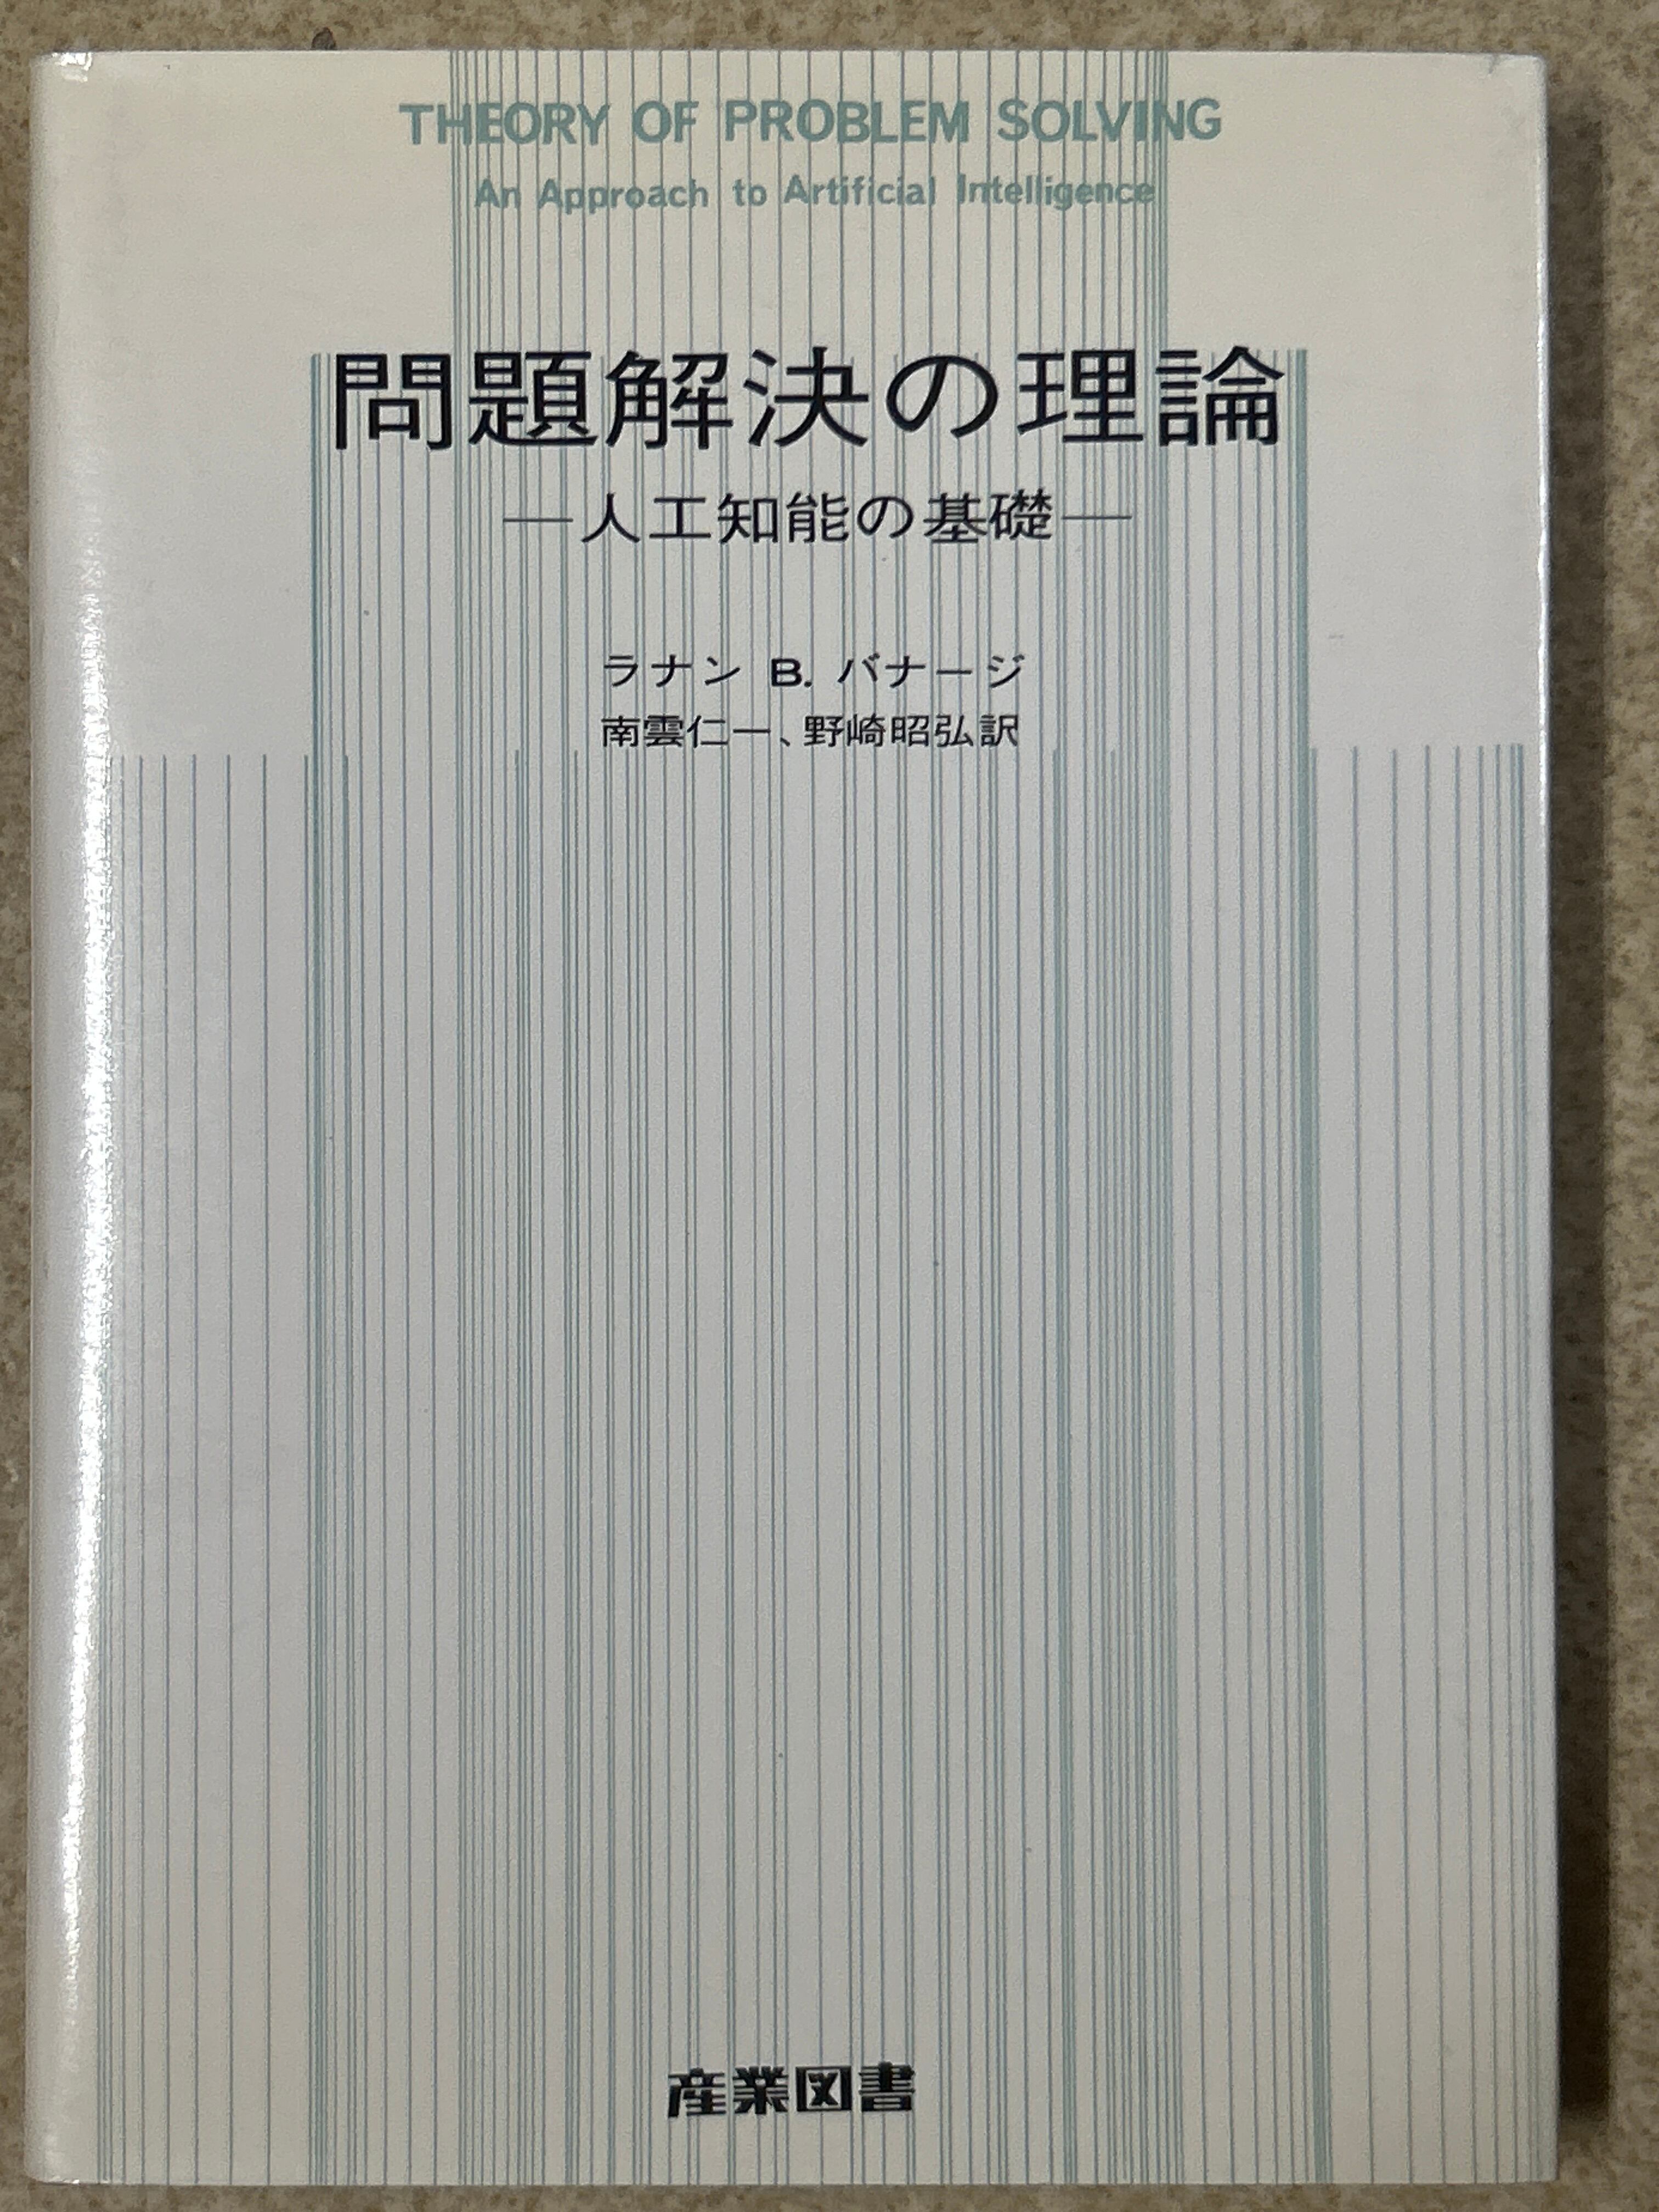 THEORY OF PROBLEM SOLVING
An Approach to Artificial Intelligence
問題解決の理論
—人工知能の基礎—
ラナン B. バナージ
南雲仁一、野崎昭弘訳
産業図書